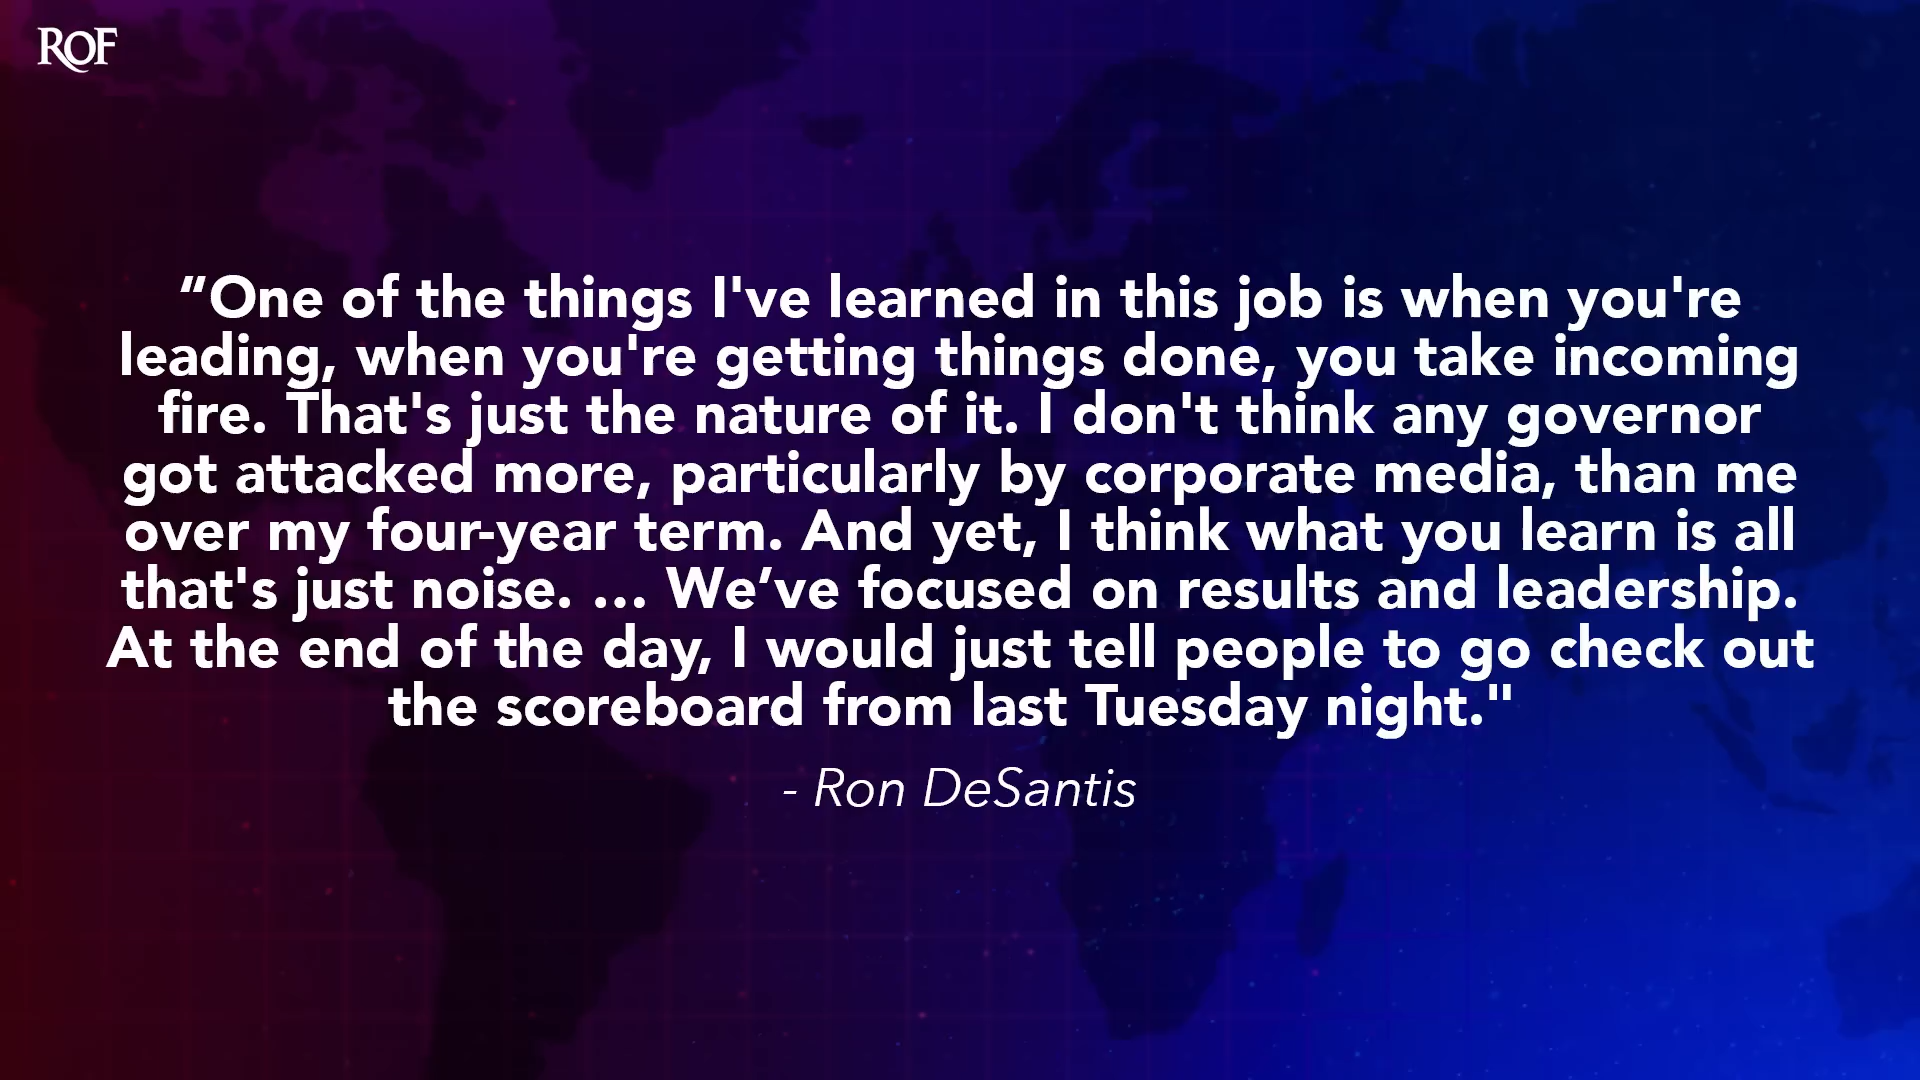 ROF
“One of the things I've learned in this job is when you're
leading, when you're getting things done, you take incoming
fire. That's just the nature of it. I don't think any governor
got attacked more, particularly by corporate media, than me
over my four-year term. And yet, I think what you learn is all
that's just noise. … We’ve focused on results and leadership.
At the end of the day, I would just tell people to go check out
the scoreboard from last Tuesday night."
- Ron DeSantis